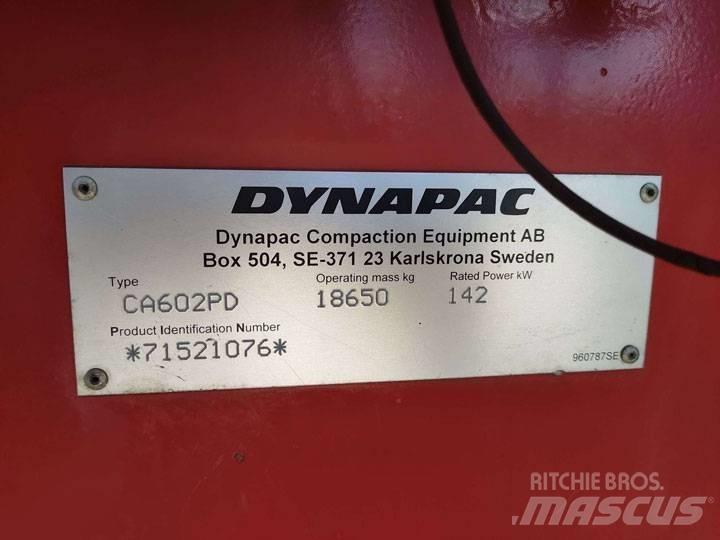 DYNAPAC
Dynapac Compaction Equipment AB
Box 504, SE-371 23 Karlskrona Sweden
Type Operating mass kg Rated Power kW
CA602PD 18650 142
Product Identification Number
*71521076*
960787SE
RITCHIE BROS.
MASCUS